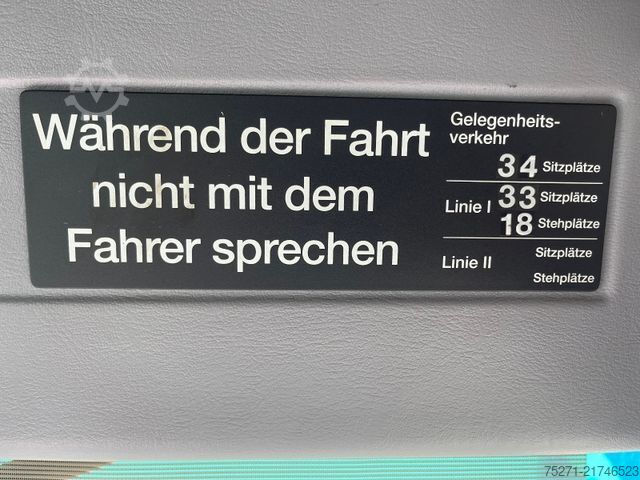 Während der Fahrt
nicht mit dem
Fahrer sprechen
Gelegenheits-
verkehr
34 Sitzplätze
Linie I 33 Sitzplätze
18 Stehplätze
Linie II Sitzplätze
Stehplätze
75271-21746523